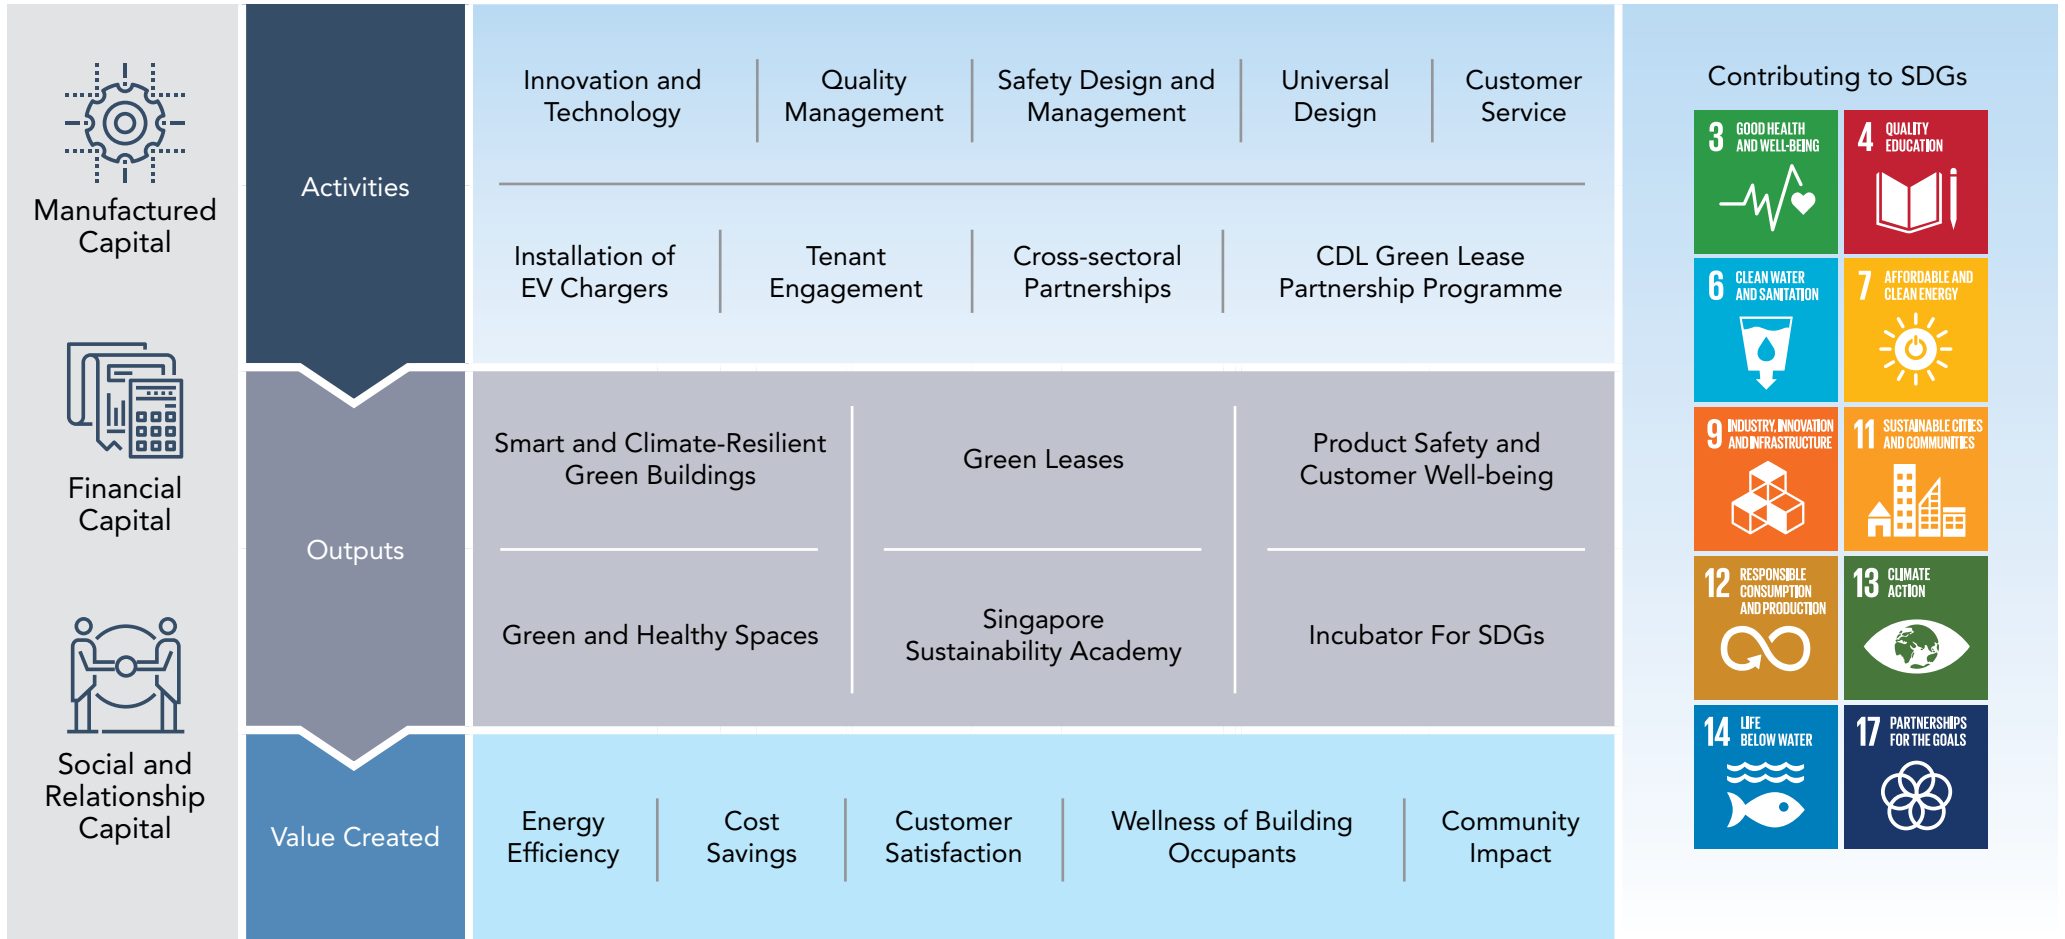 Manufactured
Capital
Financial
Capital
Social and
Relationship
Capital
Activities
Innovation and
Technology
Quality
Management
Safety Design and
Management
Universal
Design
Customer
Service
Installation of
EV Chargers
Tenant
Engagement
Cross-sectoral
Partnerships
CDL Green Lease
Partnership Programme
Outputs
Smart and Climate-Resilient
Green Buildings
Green Leases
Product Safety and
Customer Well-being
Green and Healthy Spaces
Singapore
Sustainability Academy
Incubator For SDGs
Value Created
Energy
Efficiency
Cost
Savings
Customer
Satisfaction
Wellness of Building
Occupants
Community
Impact
Contributing to SDGs
3 GOOD HEALTH
AND WELL-BEING
4 QUALITY
EDUCATION
6 CLEAN WATER
AND SANITATION
7 AFFORDABLE AND
CLEAN ENERGY
9 INDUSTRY, INNOVATION
AND INFRASTRUCTURE
11 SUSTAINABLE CITIES
AND COMMUNITIES
12 RESPONSIBLE
CONSUMPTION
AND PRODUCTION
13 CLIMATE
ACTION
14 LIFE
BELOW WATER
17 PARTNERSHIPS
FOR THE GOALS